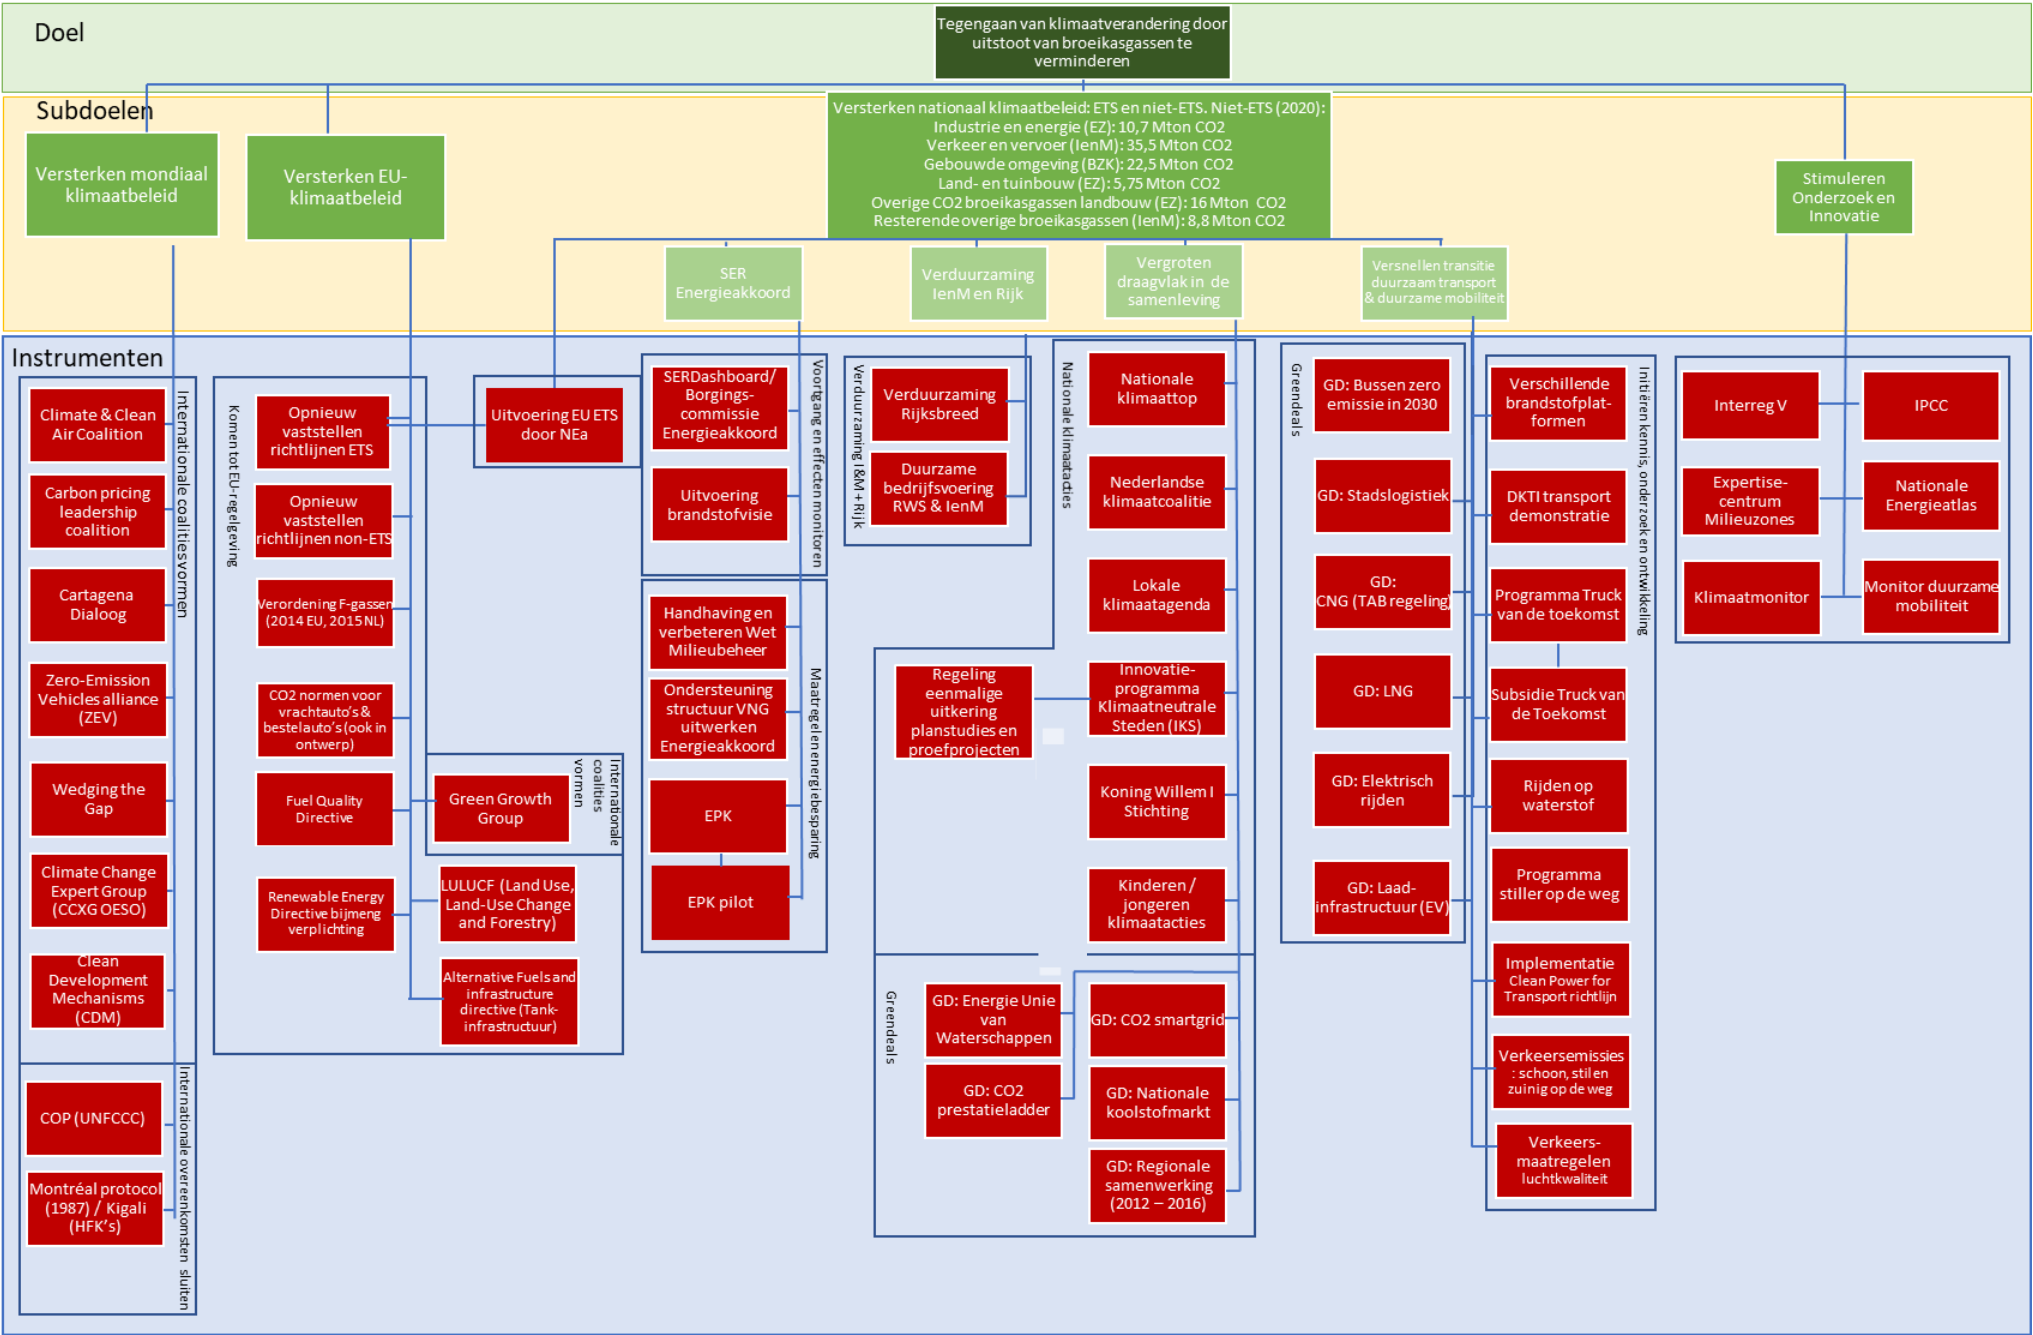 Doel
Tegengaan van klimaatverandering door
uitstoot van broeikasgassen te
verminderen
Subdoelen
Versterken mondiaal
klimaatbeleid
Versterken EU-
klimaatbeleid
Versterken nationaal klimaatbeleid: ETS en niet-ETS. Niet-ETS (2020):
Industrie en energie (EZ): 10,7 Mton CO2
Verkeer en vervoer (IenM): 35,5 Mton CO2
Gebouwde omgeving (BZK): 22,5 Mton CO2
Land- en tuinbouw (EZ): 5,75 Mton CO2
Overige CO2 broeikasgassen landbouw (EZ): 16 Mton CO2
Resterende overige broeikasgassen (IenM): 8,8 Mton CO2
Stimuleren
Onderzoek en
Innovatie
SER
Energieakkoord
Verduurzaming
IenM en Rijk
Vergroten
draagvlak in de
samenleving
Versnellen transitie
duurzaam transport
& duurzame mobiliteit
Instrumenten
Internationale coalities vormen
Climate & Clean
Air Coalition
Carbon pricing
leadership
coalition
Cartagena
Dialoog
Zero-Emission
Vehicles alliance
(ZEV)
Wedging the
Gap
Climate Change
Expert Group
(CCXG OESO)
Clean
Development
Mechanisms
(CDM)
Internationale overeenkomsten sluiten
COP (UNFCCC)
Montréal protocol
(1987) / Kigali
(HFK's)
Komen tot EU-regelgeving
Opnieuw
vaststellen
richtlijnen ETS
Opnieuw
vaststellen
richtlijnen non-ETS
Verordening F-gassen
(2014 EU, 2015 NL)
CO2 normen voor
vrachtauto's &
bestelauto's (ook in
ontwerp)
Fuel Quality
Directive
Renewable Energy
Directive bijmeng
verplichting
Internationale
coalities
vormen
Green Growth
Group
LULUCF (Land Use,
Land-Use Change
and Forestry)
Alternative Fuels and
infrastructure
directive (Tank-
infrastructuur)
Uitvoering EU ETS
door NEa
Voortgang en effecten monitoren
SERDashboard/
Borgings-
commissie
Energieakkoord
Uitvoering
brandstofvisie
Maatregelen energiebesparing
Handhaving en
verbeteren Wet
Milieubeheer
Ondersteuning
structuur VNG
uitwerken
Energieakkoord
EPK
EPK pilot
Verduurzaming I&M + Rijk
Verduurzaming
Rijksbreed
Duurzame
bedrijfsvoering
RWS & IenM
Nationale klimaatacties
Nationale
klimaattop
Nederlandse
klimaatcoalitie
Lokale
klimaatagenda
Regeling
eenmalige
uitkering
planstudies en
proefprojecten
Innovatie-
programma
Klimaatneutrale
Steden (IKS)
Koning Willem I
Stichting
Kinderen /
jongeren
klimaatacties
Greendeals
GD: Energie Unie
van
Waterschappen
GD: CO2
prestatieladder
GD: CO2 smartgrid
GD: Nationale
koolstofmarkt
GD: Regionale
samenwerking
(2012 – 2016)
Greendeals
GD: Bussen zero
emissie in 2030
GD: Stadslogistiek
GD:
CNG (TAB regeling)
GD: LNG
GD: Elektrisch
rijden
GD: Laad-
infrastructuur (EV)
Initiëren kennis, onderzoek en ontwikkeling
Verschillende
brandstofplat-
formen
DKTI transport
demonstratie
Programma Truck
van de toekomst
Subsidie Truck van
de Toekomst
Rijden op
waterstof
Programma
stiller op de weg
Implementatie
Clean Power for
Transport richtlijn
Verkeersemissies
: schoon, stil en
zuinig op de weg
Verkeers-
maatregelen
luchtkwaliteit
Interreg V
IPCC
Expertise-
centrum
Milieuzones
Nationale
Energieatlas
Klimaatmonitor
Monitor duurzame
mobiliteit